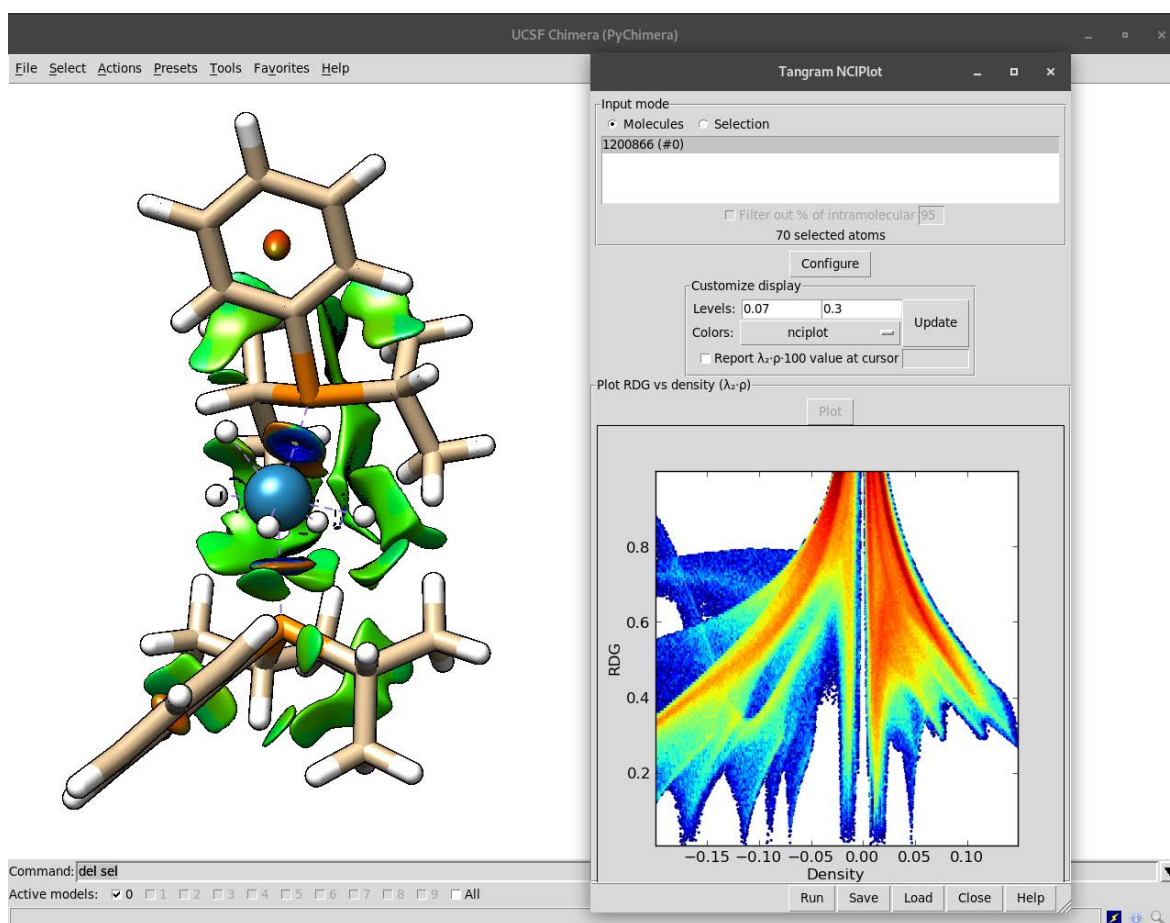 UCSF Chimera (PyChimera)
File Select Actions Presets Tools Favorites Help
Tangram NCIPlot
Input mode
Molecules Selection
1200866 (#0)
Filter out % of intramolecular 95
70 selected atoms
Configure
Customize display
Levels: 0.07 0.3
Colors: nciplot
Update
Report λ₂·ρ·100 value at cursor
Plot RDG vs density (λ₂·ρ)
Plot
0.8
0.6
0.4
0.2
RDG
−0.15 −0.10 −0.05 0.00 0.05 0.10
Density
Run Save Load Close Help
Command: del sel
Active models: 0 1 2 3 4 5 6 7 8 9 All